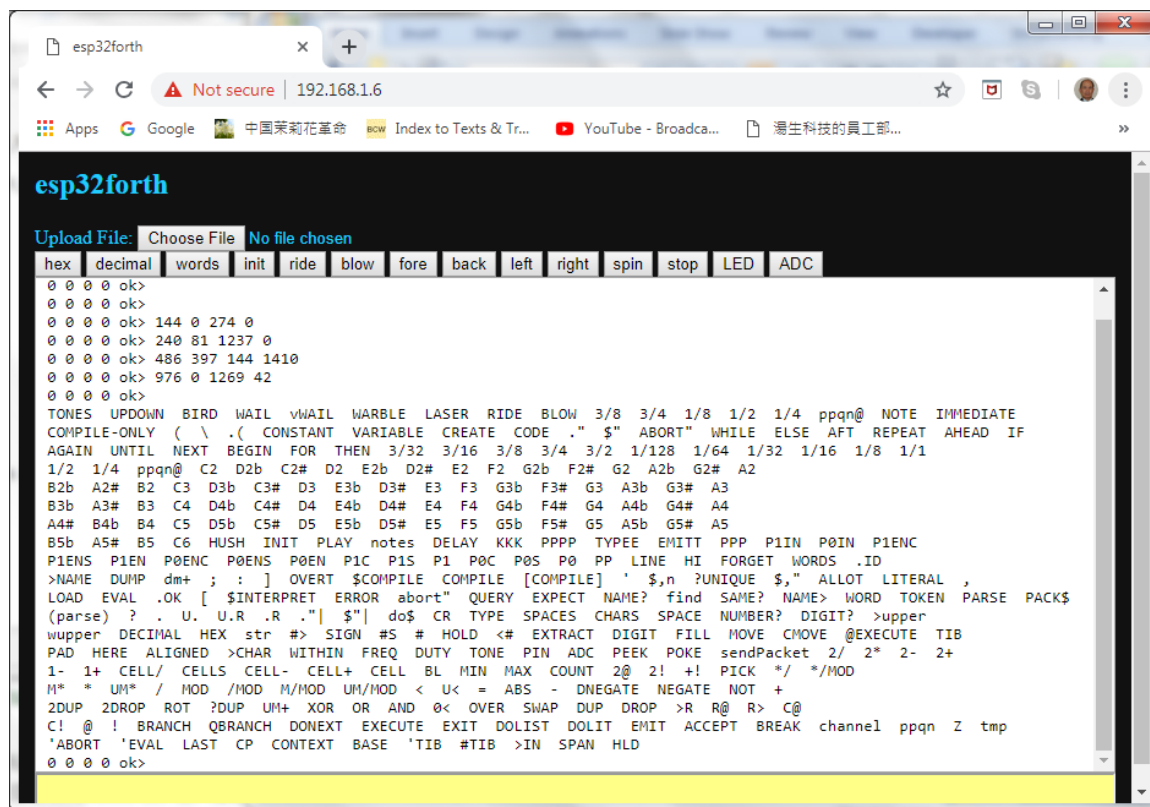 esp32forth
Not secure | 192.168.1.6
Apps Google 中国茉莉花革命 BCW Index to Texts & Tr... YouTube - Broadca... 湯生科技的員工部... »
esp32forth
Upload File: Choose File No file chosen
hex decimal words init ride blow fore back left right spin stop LED ADC
0 0 0 0 ok>
0 0 0 0 ok>
0 0 0 0 ok> 144 0 274 0
0 0 0 0 ok> 240 81 1237 0
0 0 0 0 ok> 486 397 144 1410
0 0 0 0 ok> 976 0 1269 42
0 0 0 0 ok>
TONES UPDOWN BIRD WAIL vWAIL WARBLE LASER RIDE BLOW 3/8 3/4 1/8 1/2 1/4 ppqn@ NOTE IMMEDIATE
COMPILE-ONLY ( \ .( CONSTANT VARIABLE CREATE CODE ." $" ABORT" WHILE ELSE AFT REPEAT AHEAD IF
AGAIN UNTIL NEXT BEGIN FOR THEN 3/32 3/16 3/8 3/4 3/2 1/128 1/64 1/32 1/16 1/8 1/1
1/2 1/4 ppqn@ C2 D2b C2# D2 E2b D2# E2 F2 G2b F2# G2 A2b G2# A2
B2b A2# B2 C3 D3b C3# D3 E3b D3# E3 F3 G3b F3# G3 A3b G3# A3
B3b A3# B3 C4 D4b C4# D4 E4b D4# E4 F4 G4b F4# G4 A4b G4# A4
A4# B4b B4 C5 D5b C5# D5 E5b D5# E5 F5 G5b F5# G5 A5b G5# A5
B5b A5# B5 C6 HUSH INIT PLAY notes DELAY KKK PPPP TYPEE EMITT PPP P1IN P0IN P1ENC
P1ENS P1EN P0ENC P0ENS P0EN P1C P1S P1 P0C P0S P0 PP LINE HI FORGET WORDS .ID
>NAME DUMP dm+ ; : ] OVERT $COMPILE COMPILE [COMPILE] ' $,n ?UNIQUE $," ALLOT LITERAL ,
LOAD EVAL .OK [ $INTERPRET ERROR abort" QUERY EXPECT NAME? find SAME? NAME> WORD TOKEN PARSE PACK$
(parse) ? . U. U.R .R ."| $"| do$ CR TYPE SPACES CHARS SPACE NUMBER? DIGIT? >upper
wupper DECIMAL HEX str #> SIGN #S # HOLD <# EXTRACT DIGIT FILL MOVE CMOVE @EXECUTE TIB
PAD HERE ALIGNED >CHAR WITHIN FREQ DUTY TONE PIN ADC PEEK POKE sendPacket 2/ 2* 2- 2+
1- 1+ CELL/ CELLS CELL- CELL+ CELL BL MIN MAX COUNT 2@ 2! +! PICK */ */MOD
M* * UM* / MOD /MOD M/MOD UM/MOD < U< = ABS - DNEGATE NEGATE NOT +
2DUP 2DROP ROT ?DUP UM+ XOR OR AND 0< OVER SWAP DUP DROP >R R@ R> C@
C! @ ! BRANCH QBRANCH DONEXT EXECUTE EXIT DOLIST DOLIT EMIT ACCEPT BREAK channel ppqn Z tmp
'ABORT 'EVAL LAST CP CONTEXT BASE 'TIB #TIB >IN SPAN HLD
0 0 0 0 ok>